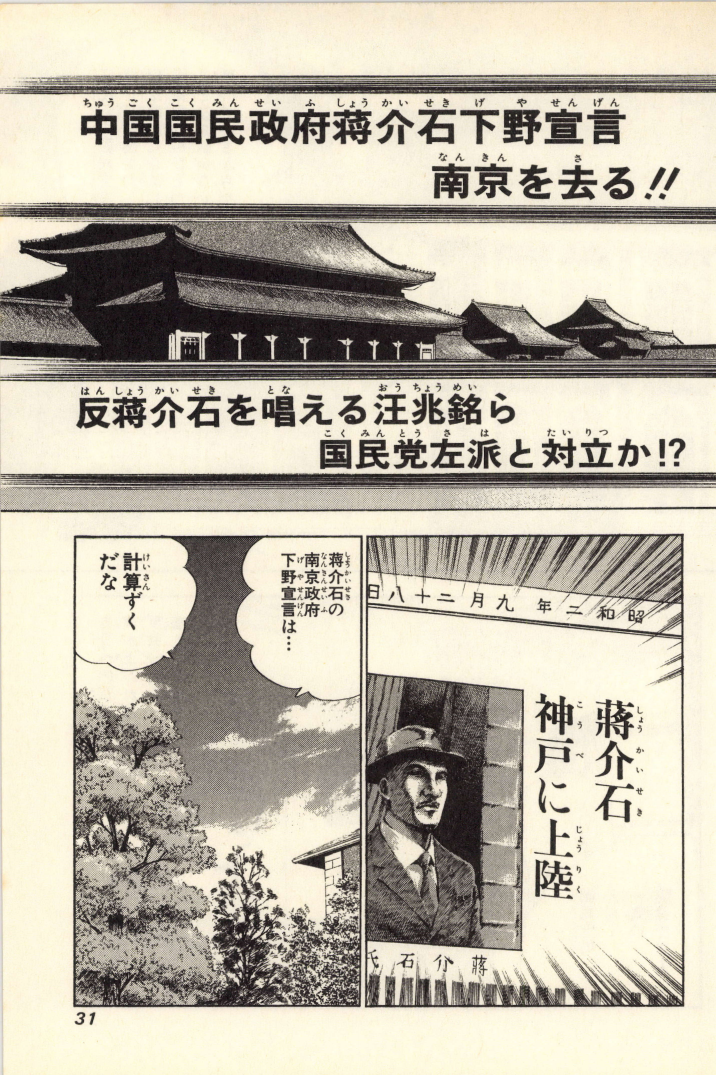 中国国民政府蒋介石下野宣言
南京を去る!!
反蒋介石を唱える汪兆銘ら
国民党左派と対立か!?
昭和二年九月二十八日
蔣介石
神戸に上陸
蔣介石氏
蔣介石の
南京政府
下野宣言は…
計算ずく
だな
31